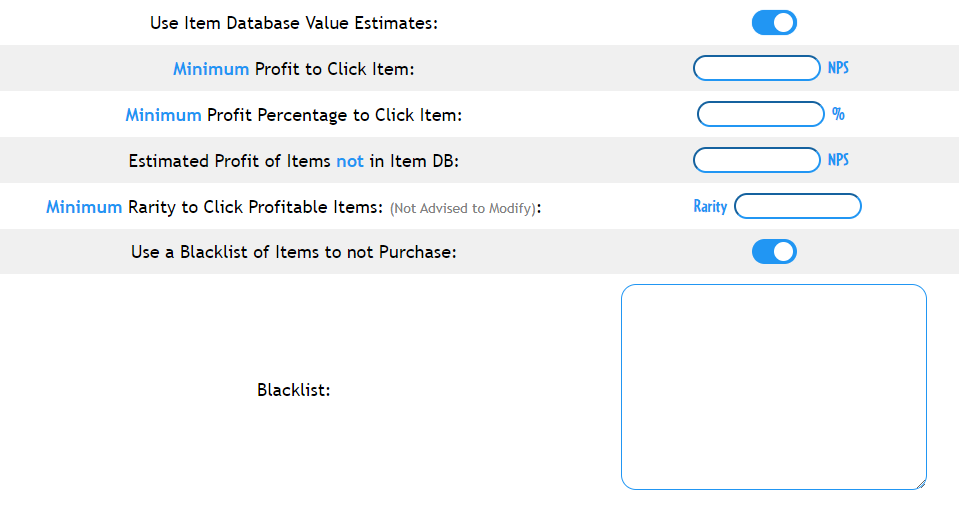 Use Item Database Value Estimates:
Minimum Profit to Click Item: NPS
Minimum Profit Percentage to Click Item: %
Estimated Profit of Items not in Item DB: NPS
Minimum Rarity to Click Profitable Items: (Not Advised to Modify): Rarity
Use a Blacklist of Items to not Purchase:
Blacklist: